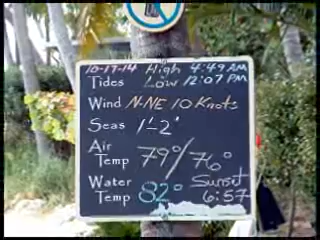 10-17-14 High 4:49 AM
Tides Low 12:07 PM
Wind N-NE 10 Knots
Seas 1'-2'
Air Temp 79°/76°
Water Temp 82° Sunset 6:57